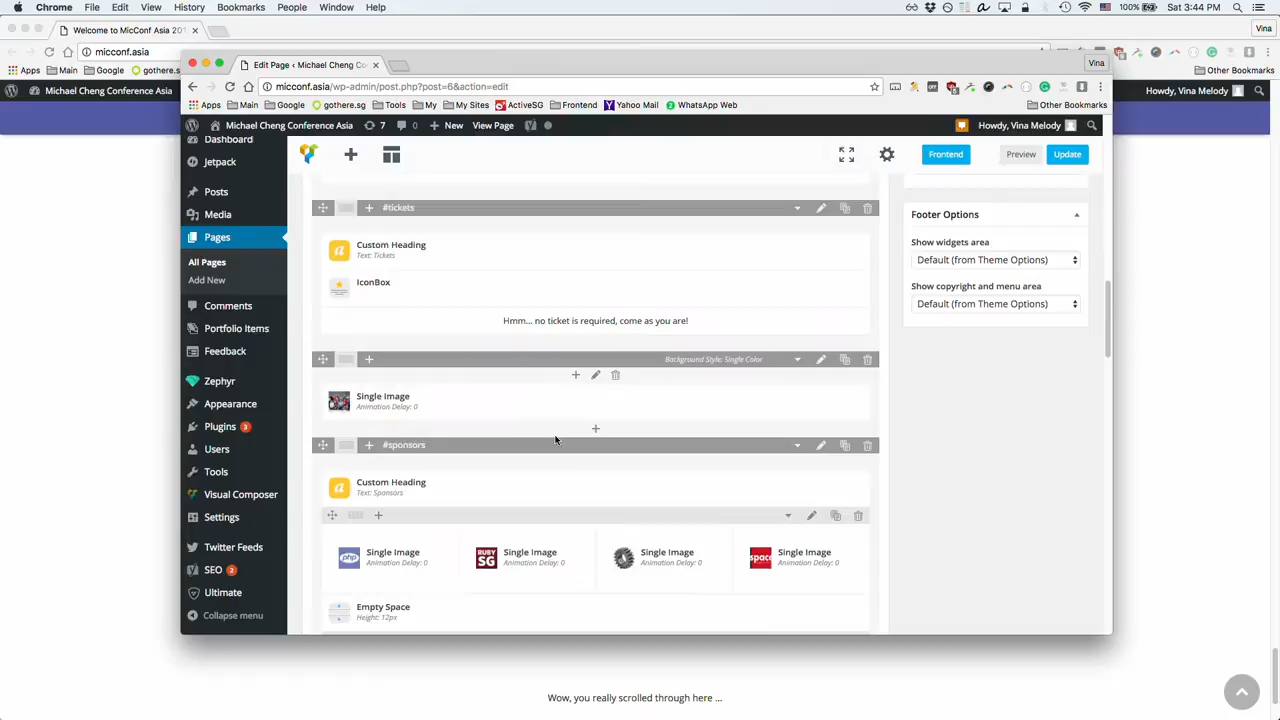 Chrome File Edit View History Bookmarks People Window Help 100% Sat 3:44 PM
Welcome to MicConf Asia 201 Vina
micconf.asia
Apps Main Google gothere.s Other Bookmarks
Michael Cheng Conference Asia Howdy, Vina Melody
Edit Page ‹ Michael Cheng Co Vina
micconf.asia/wp-admin/post.php?post=6&action=edit
Apps Main Google gothere.sg Tools My My Sites ActiveSG Frontend Yahoo Mail WhatsApp Web Other Bookmarks
Michael Cheng Conference Asia 7 0 New View Page Howdy, Vina Melody
Dashboard
Jetpack
Posts
Media
Pages
All Pages
Add New
Comments
Portfolio Items
Feedback
Zephyr
Appearance
Plugins 3
Users
Tools
Visual Composer
Settings
Twitter Feeds
SEO 2
Ultimate
Collapse menu
Frontend Preview Update
#tickets
Custom Heading
Text: Tickets
IconBox
Hmm... no ticket is required, come as you are!
Background Style: Single Color
Single Image
Animation Delay: 0
#sponsors
Custom Heading
Text: Sponsors
php Single Image RUBY SG Single Image Single Image space Single Image
Animation Delay: 0 Animation Delay: 0 Animation Delay: 0 Animation Delay: 0
Empty Space
Height: 12px
Footer Options
Show widgets area
Default (from Theme Options)
Show copyright and menu area
Default (from Theme Options)
Wow, you really scrolled through here ...